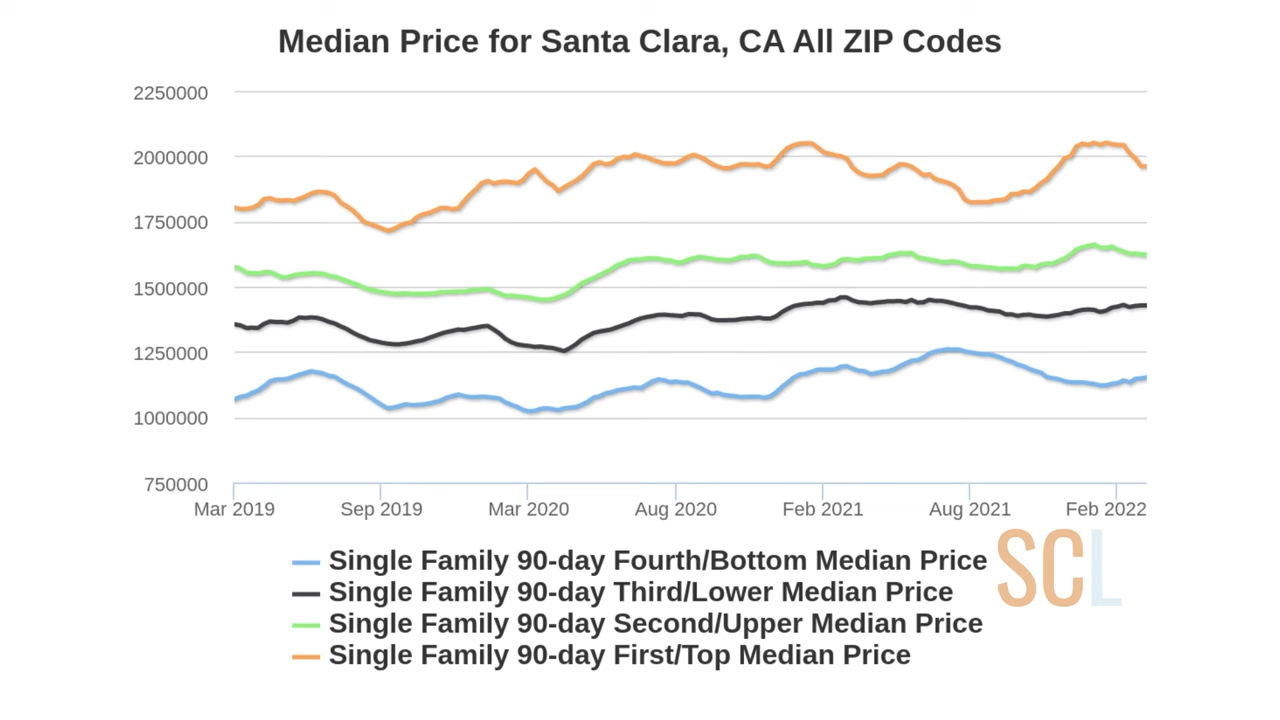 Median Price for Santa Clara, CA All ZIP Codes
2250000
2000000
1750000
1500000
1250000
1000000
750000
Mar 2019 Sep 2019 Mar 2020 Aug 2020 Feb 2021 Aug 2021 Feb 2022
Single Family 90-day Fourth/Bottom Median Price
Single Family 90-day Third/Lower Median Price
Single Family 90-day Second/Upper Median Price
Single Family 90-day First/Top Median Price
SCL